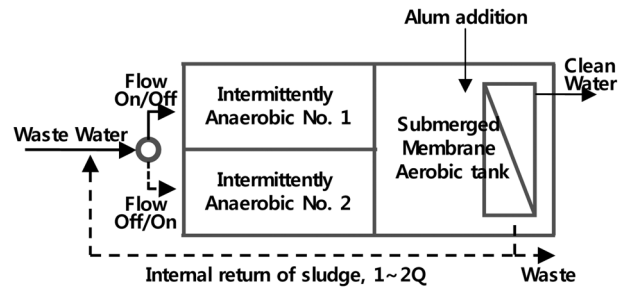 Alum addition
Clean
Water
Flow
On/Off
Intermittently
Anaerobic No. 1
Waste Water
Submerged
Membrane
Aerobic tank
Intermittently
Anaerobic No. 2
Flow
Off/On
Internal return of sludge, 1~2Q
Waste